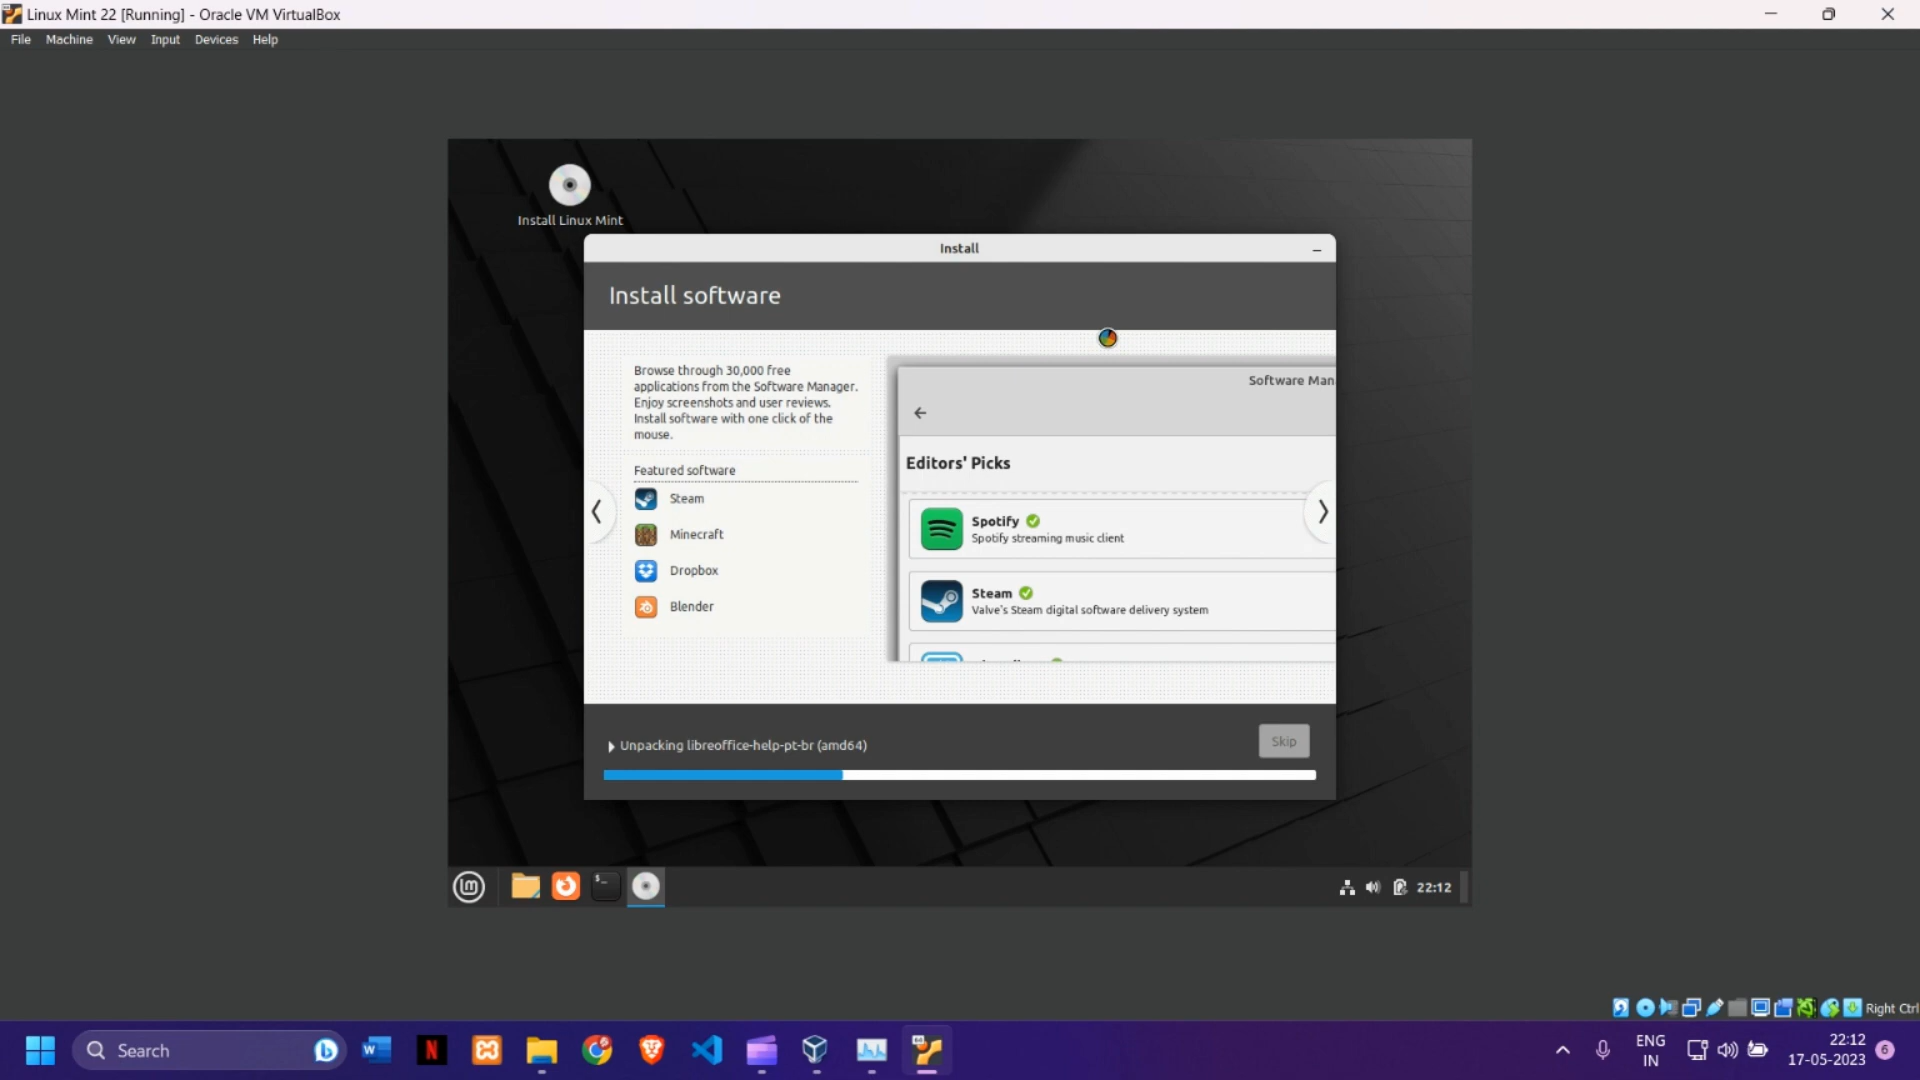 Linux Mint 22 [Running] - Oracle VM VirtualBox
File Machine View Input Devices Help
Install Linux Mint
Install
Install software
Browse through 30,000 free
applications from the Software Manager.
Enjoy screenshots and user reviews.
Install software with one click of the
mouse.
Featured software
Steam
Minecraft
Dropbox
Blender
Software Man
Editors' Picks
Spotify
Spotify streaming music client
Steam
Valve's Steam digital software delivery system
Unpacking libreoffice-help-pt-br (amd64)
Skip
22:12
Right Ctrl
Search
ENG
IN
22:12
17-05-2023
6